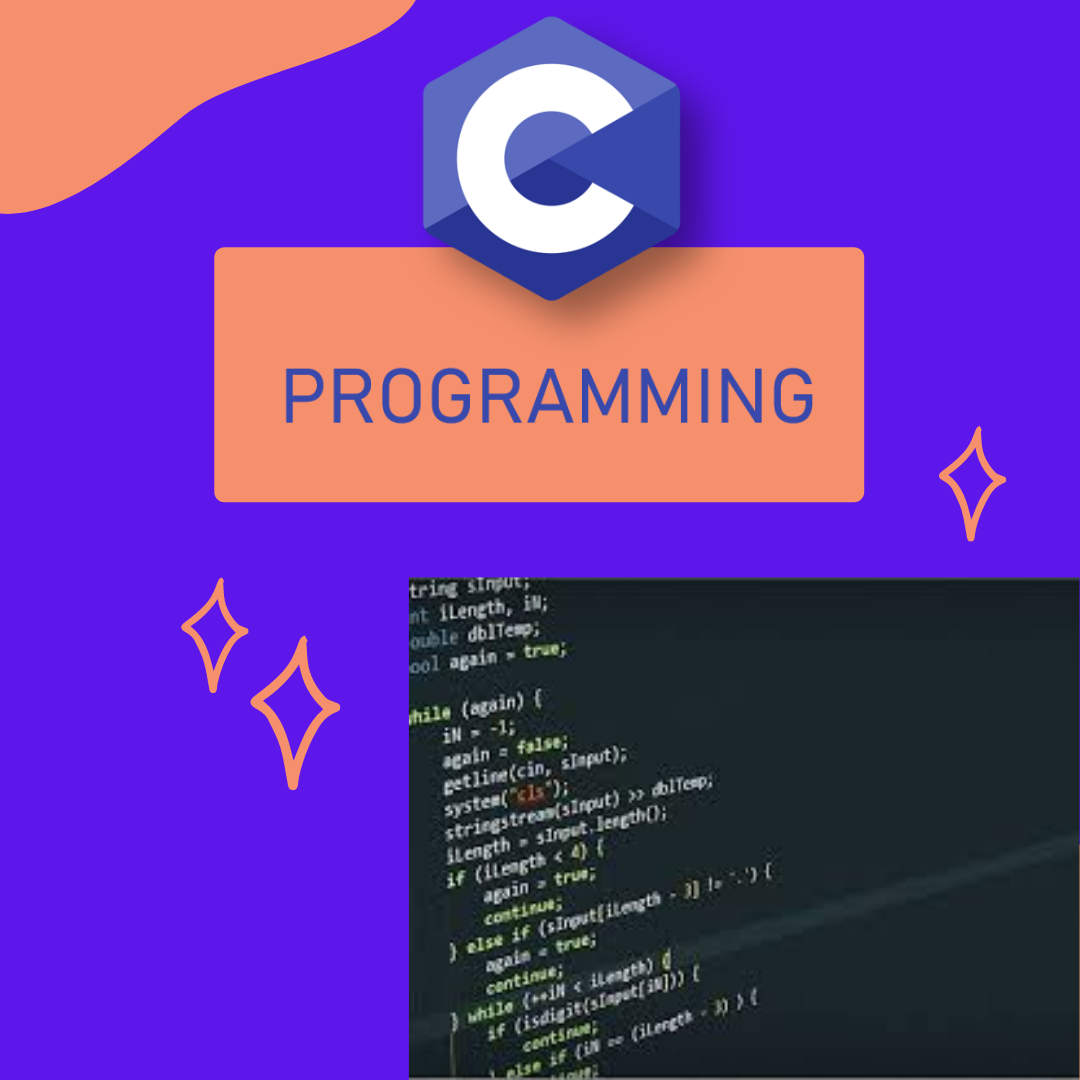 C
PROGRAMMING
tring sInput;
nt iLength, iN;
ouble dblTemp;
ool again = true;
while (again) {
iN = -1;
again = false;
getline(cin, sInput);
system("cls");
stringstream(sInput) >> dblTemp;
iLength = sInput.length();
if (iLength < 4) {
again = true;
continue;
} else if (sInput[iLength - 3] != '.') {
again = true;
continue;
} while (++iN < iLength) {
if (isdigit(sInput[iN])) {
continue;
} else if (iN == (iLength - 3) ) {